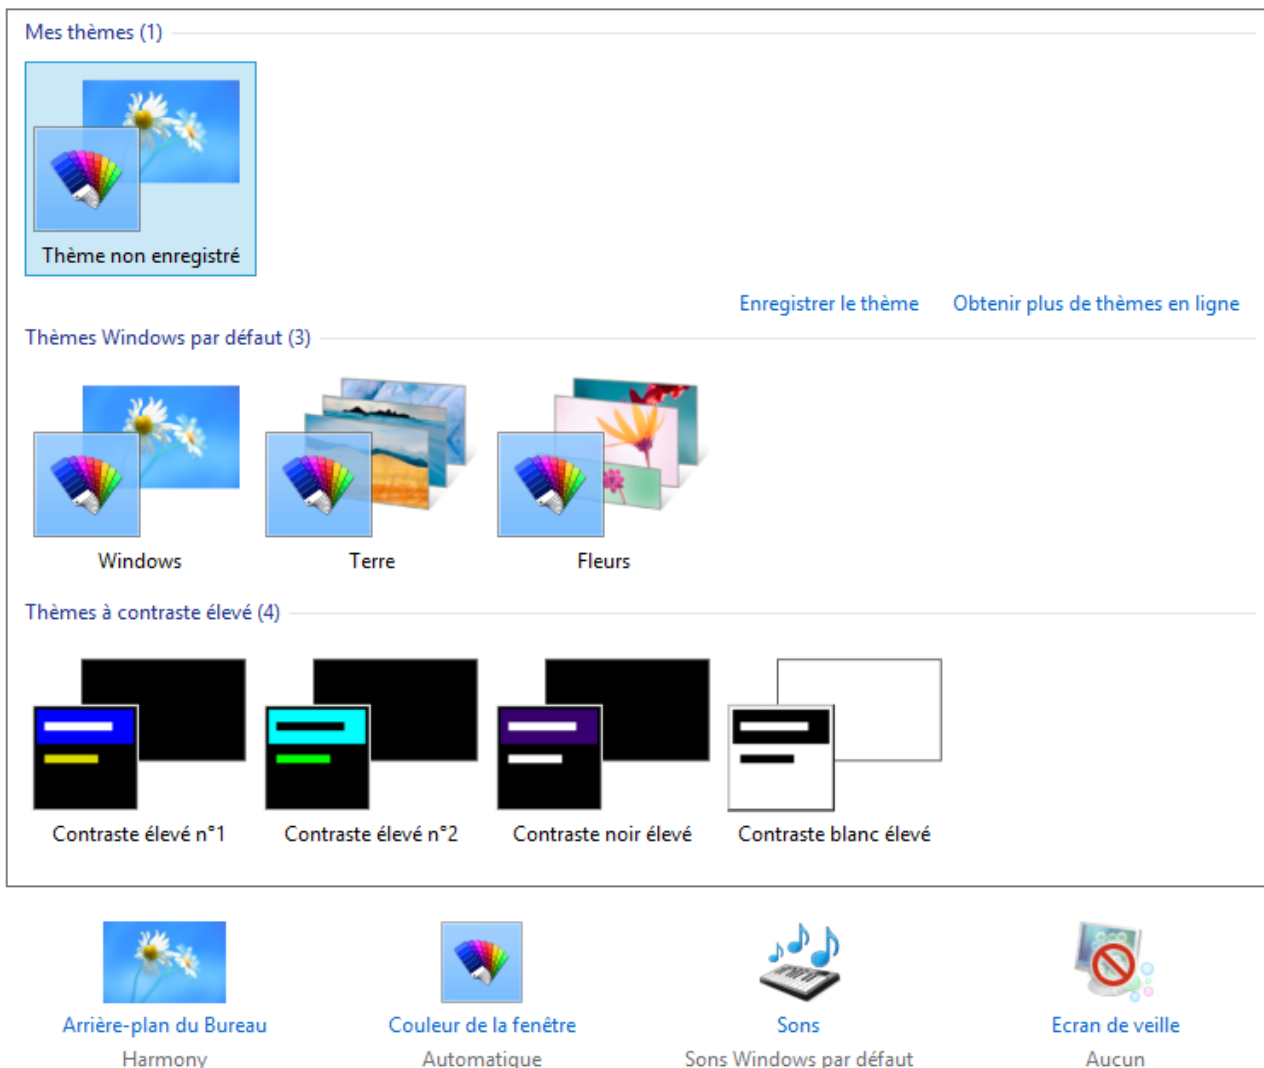 Mes thèmes (1)
Thème non enregistré
Enregistrer le thème Obtenir plus de thèmes en ligne
Thèmes Windows par défaut (3)
Windows Terre Fleurs
Thèmes à contraste élevé (4)
Contraste élevé n°1 Contraste élevé n°2 Contraste noir élevé Contraste blanc élevé
Arrière-plan du Bureau Couleur de la fenêtre Sons Ecran de veille
Harmony Automatique Sons Windows par défaut Aucun